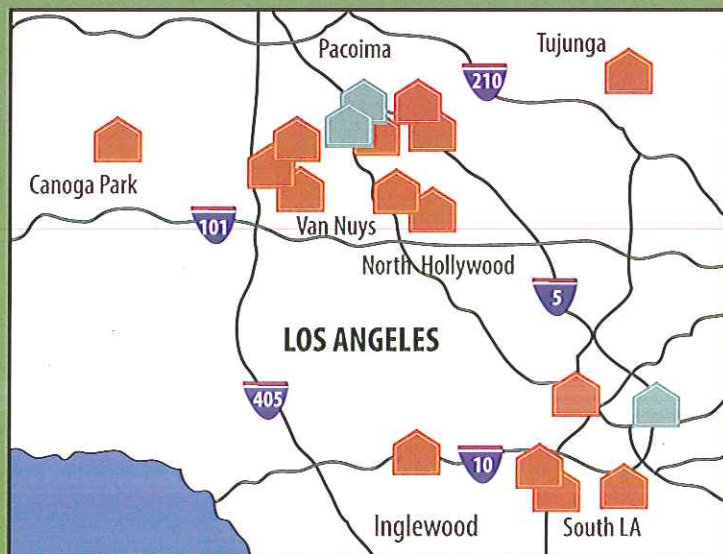 Pacoima
Tujunga
210
Canoga Park
101
Van Nuys
North Hollywood
5
LOS ANGELES
405
10
Inglewood
South LA